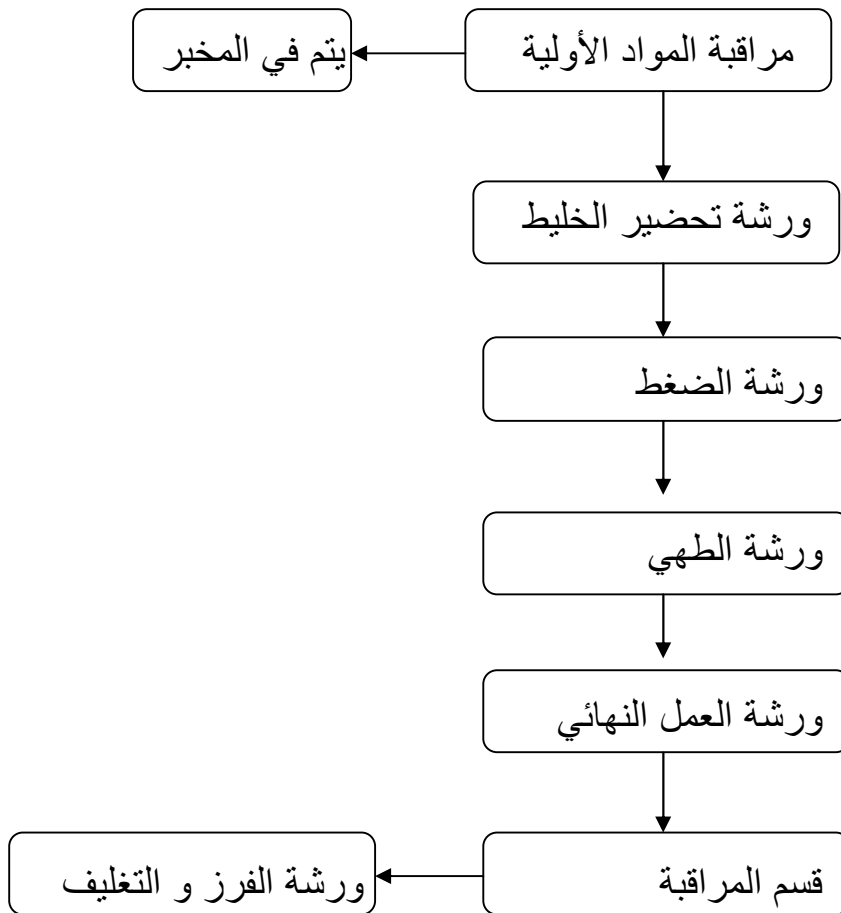 مراقبة المواد الأولية
يتم في المخبر
ورشة تحضير الخليط
ورشة الضغط
ورشة الطهي
ورشة العمل النهائي
قسم المراقبة
ورشة الفرز و التغليف